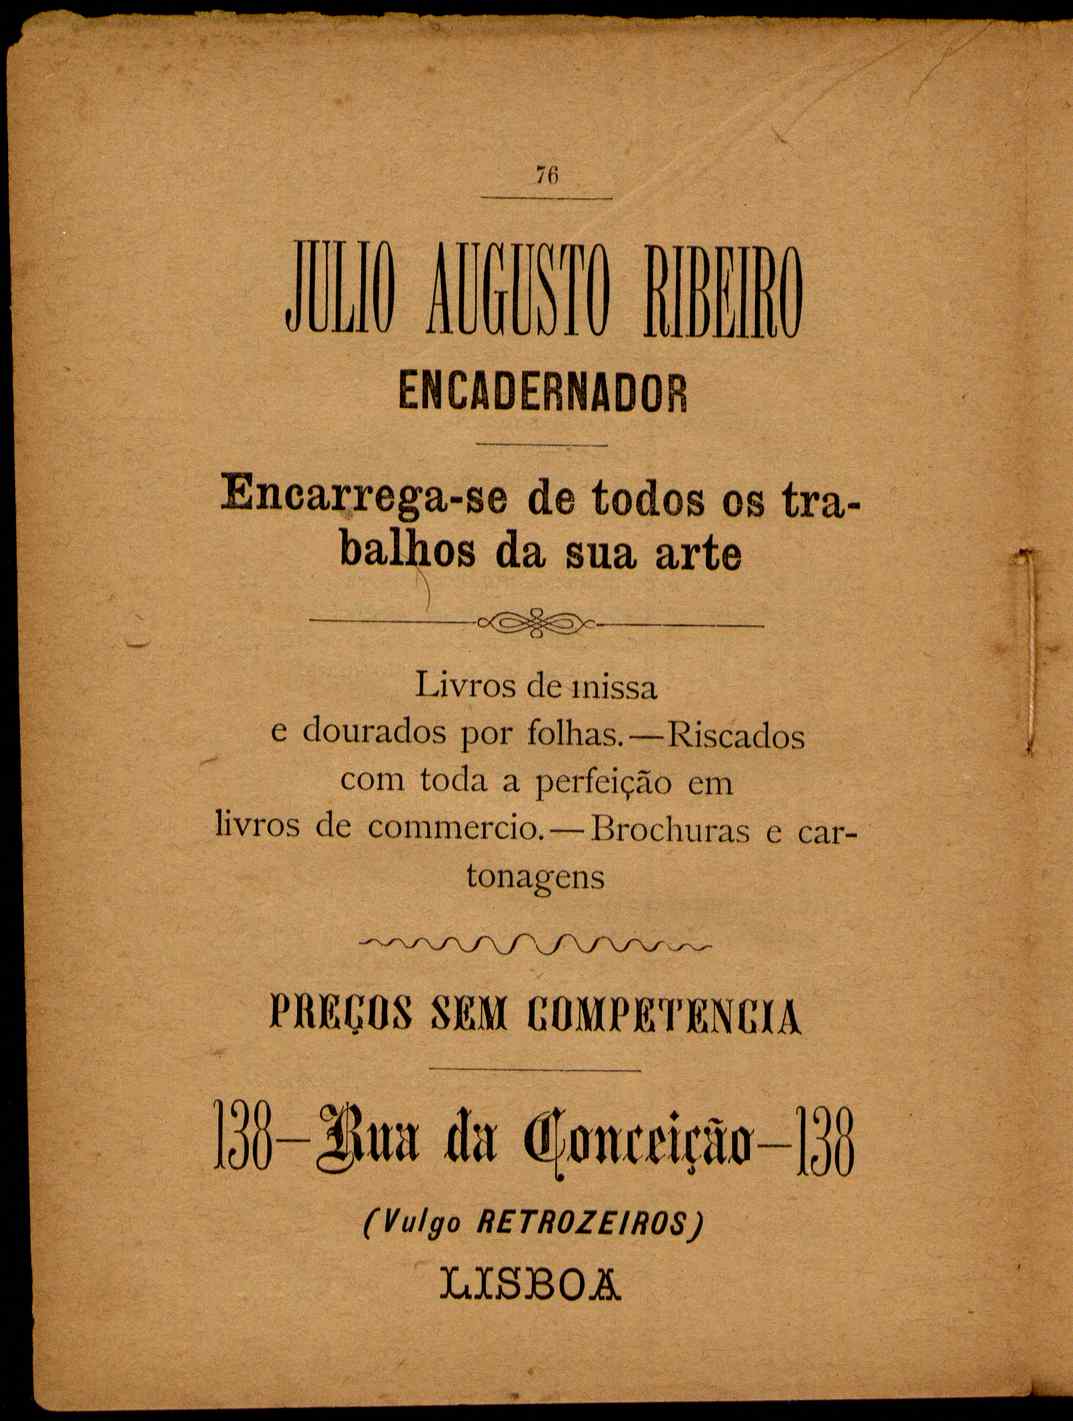 76
JULIO AUGUSTO RIBEIRO
ENCADERNADOR
Encarrega-se de todos os tra-
balhos da sua arte
Livros de missa
e dourados por folhas.—Riscados
com toda a perfeição em
livros de commercio.—Brochuras e car-
tonagens
PREÇOS SEM COMPETENCIA
138—Rua da Conceição—138
(Vulgo RETROZEIROS)
LISBOA